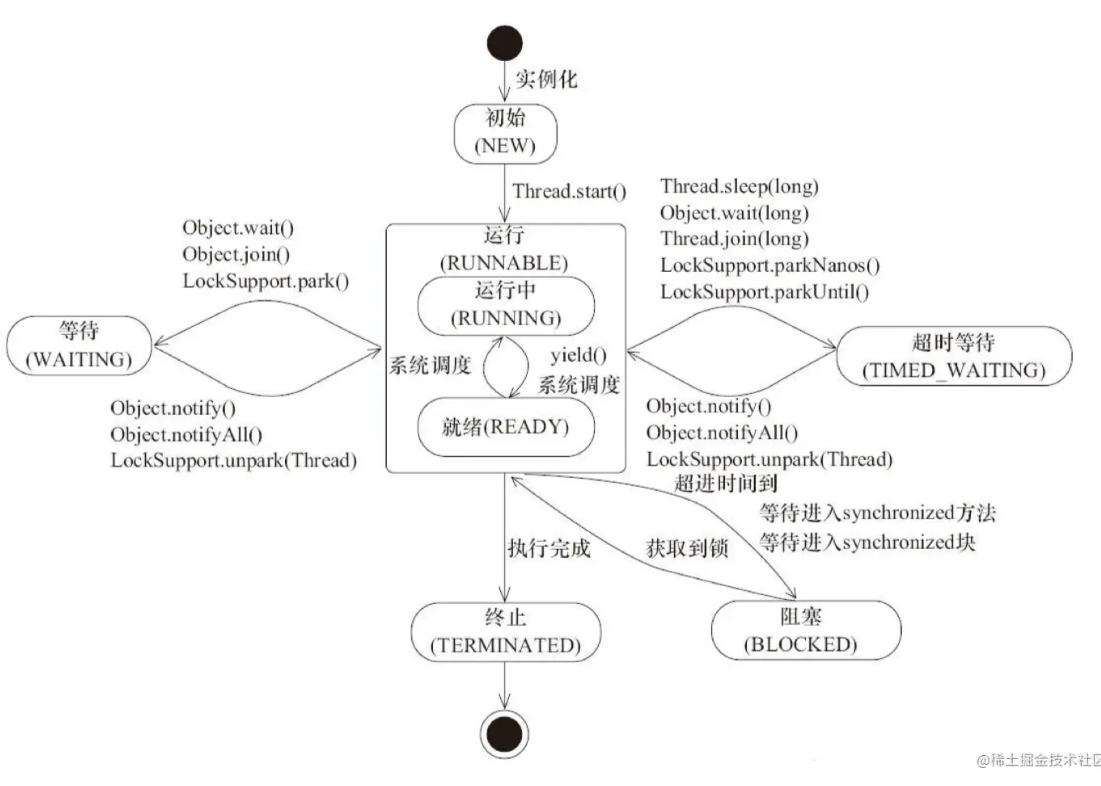 实例化
初始
(NEW)
Thread.start()
Object.wait()
Object.join()
LockSupport.park()
Thread.sleep(long)
Object.wait(long)
Thread.join(long)
LockSupport.parkNanos()
LockSupport.parkUntil()
等待
(WAITING)
运行
(RUNNABLE)
运行中
(RUNNING)
系统调度
yield()
系统调度
就绪(READY)
超时等待
(TIMED_WAITING)
Object.notify()
Object.notifyAll()
LockSupport.unpark(Thread)
Object.notify()
Object.notifyAll()
LockSupport.unpark(Thread)
超进时间到
等待进入synchronized方法
等待进入synchronized块
执行完成
获取到锁
终止
(TERMINATED)
阻塞
(BLOCKED)
@稀土掘金技术社区